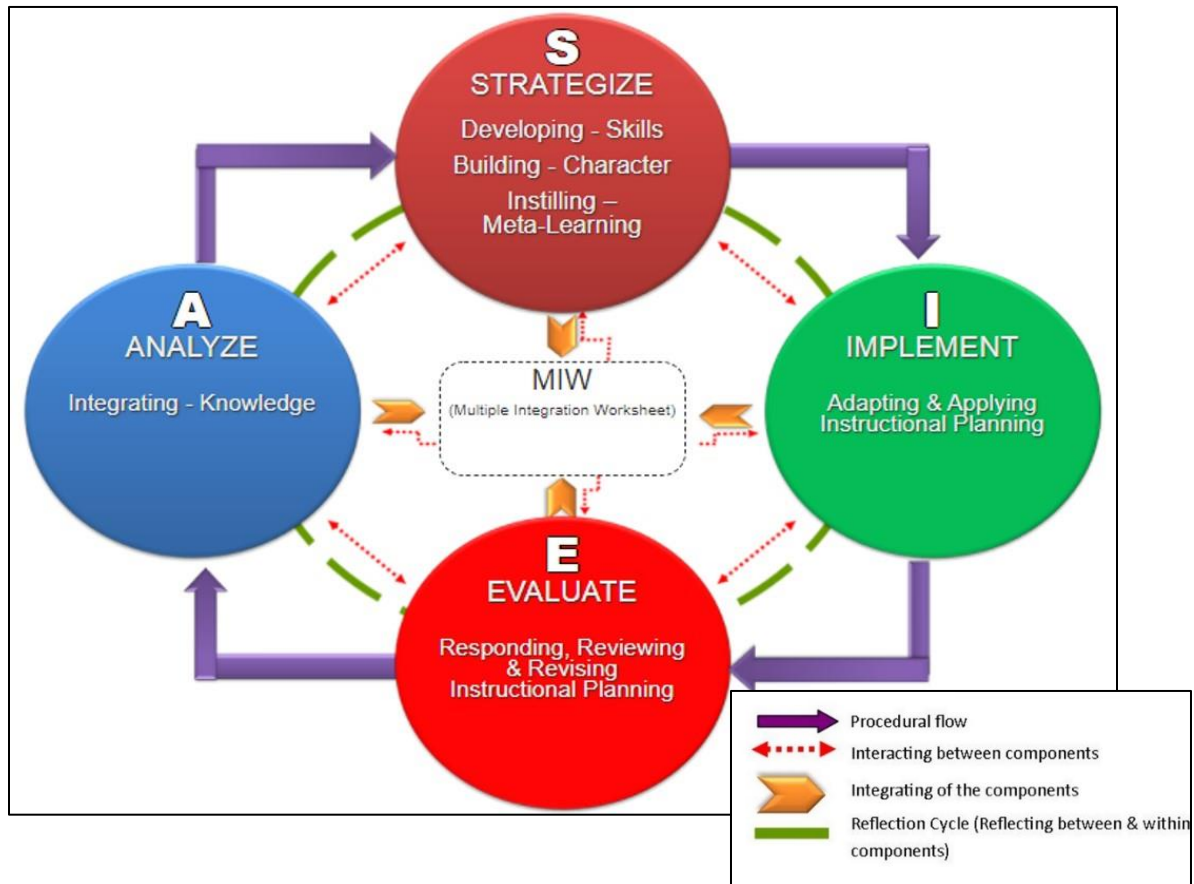 S
STRATEGIZE
Developing - Skills
Building - Character
Instilling –
Meta-Learning
A
ANALYZE
Integrating - Knowledge
MIW
(Multiple Integration Worksheet)
I
IMPLEMENT
Adapting & Applying
Instructional Planning
E
EVALUATE
Responding, Reviewing
& Revising
Instructional Planning
Procedural flow
Interacting between components
Integrating of the components
Reflection Cycle (Reflecting between & within
components)